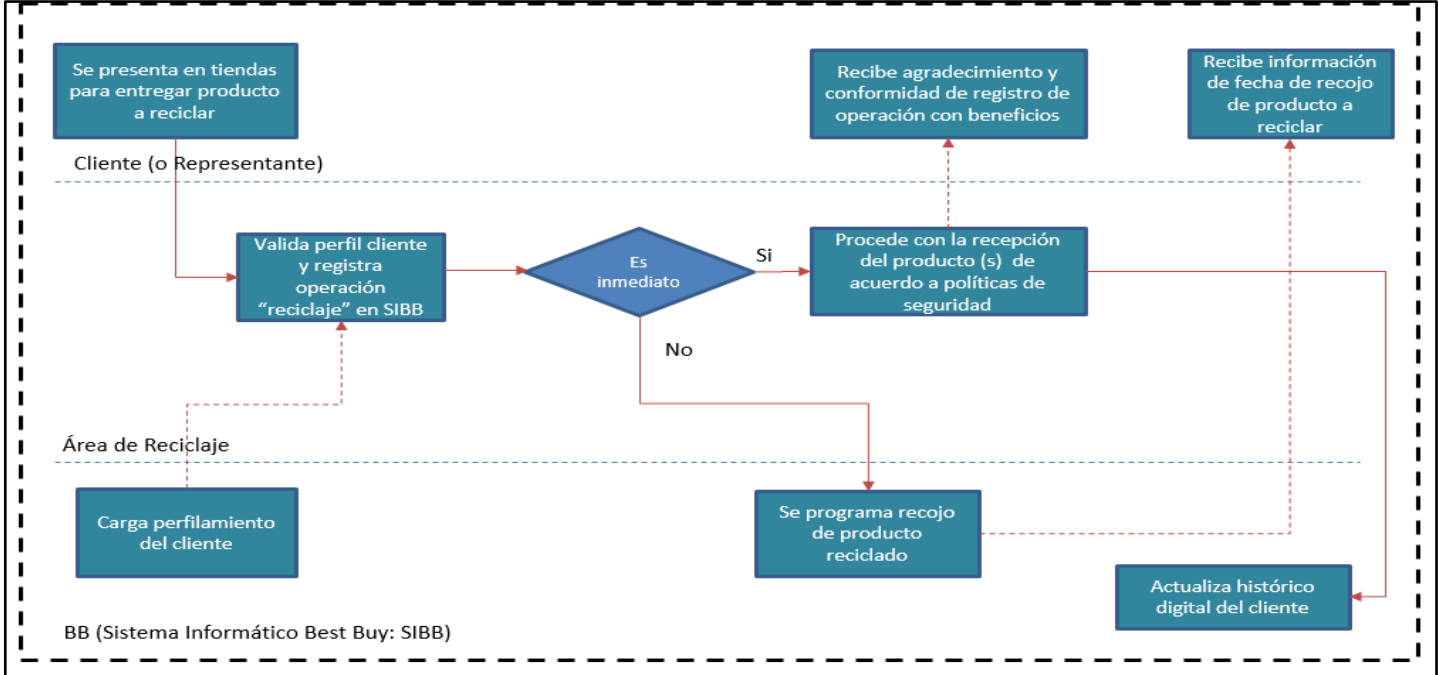 Se presenta en tiendas
para entregar producto
a reciclar
Recibe agradecimiento y
conformidad de registro de
operación con beneficios
Recibe información
de fecha de recojo
de producto a
reciclar
Cliente (o Representante)
Valida perfil cliente
y registra
operación
“reciclaje” en SIBB
Es
inmediato
Si
Procede con la recepción
del producto (s) de
acuerdo a políticas de
seguridad
No
Área de Reciclaje
Carga perfilamiento
del cliente
Se programa recojo
de producto
reciclado
Actualiza histórico
digital del cliente
BB (Sistema Informático Best Buy: SIBB)